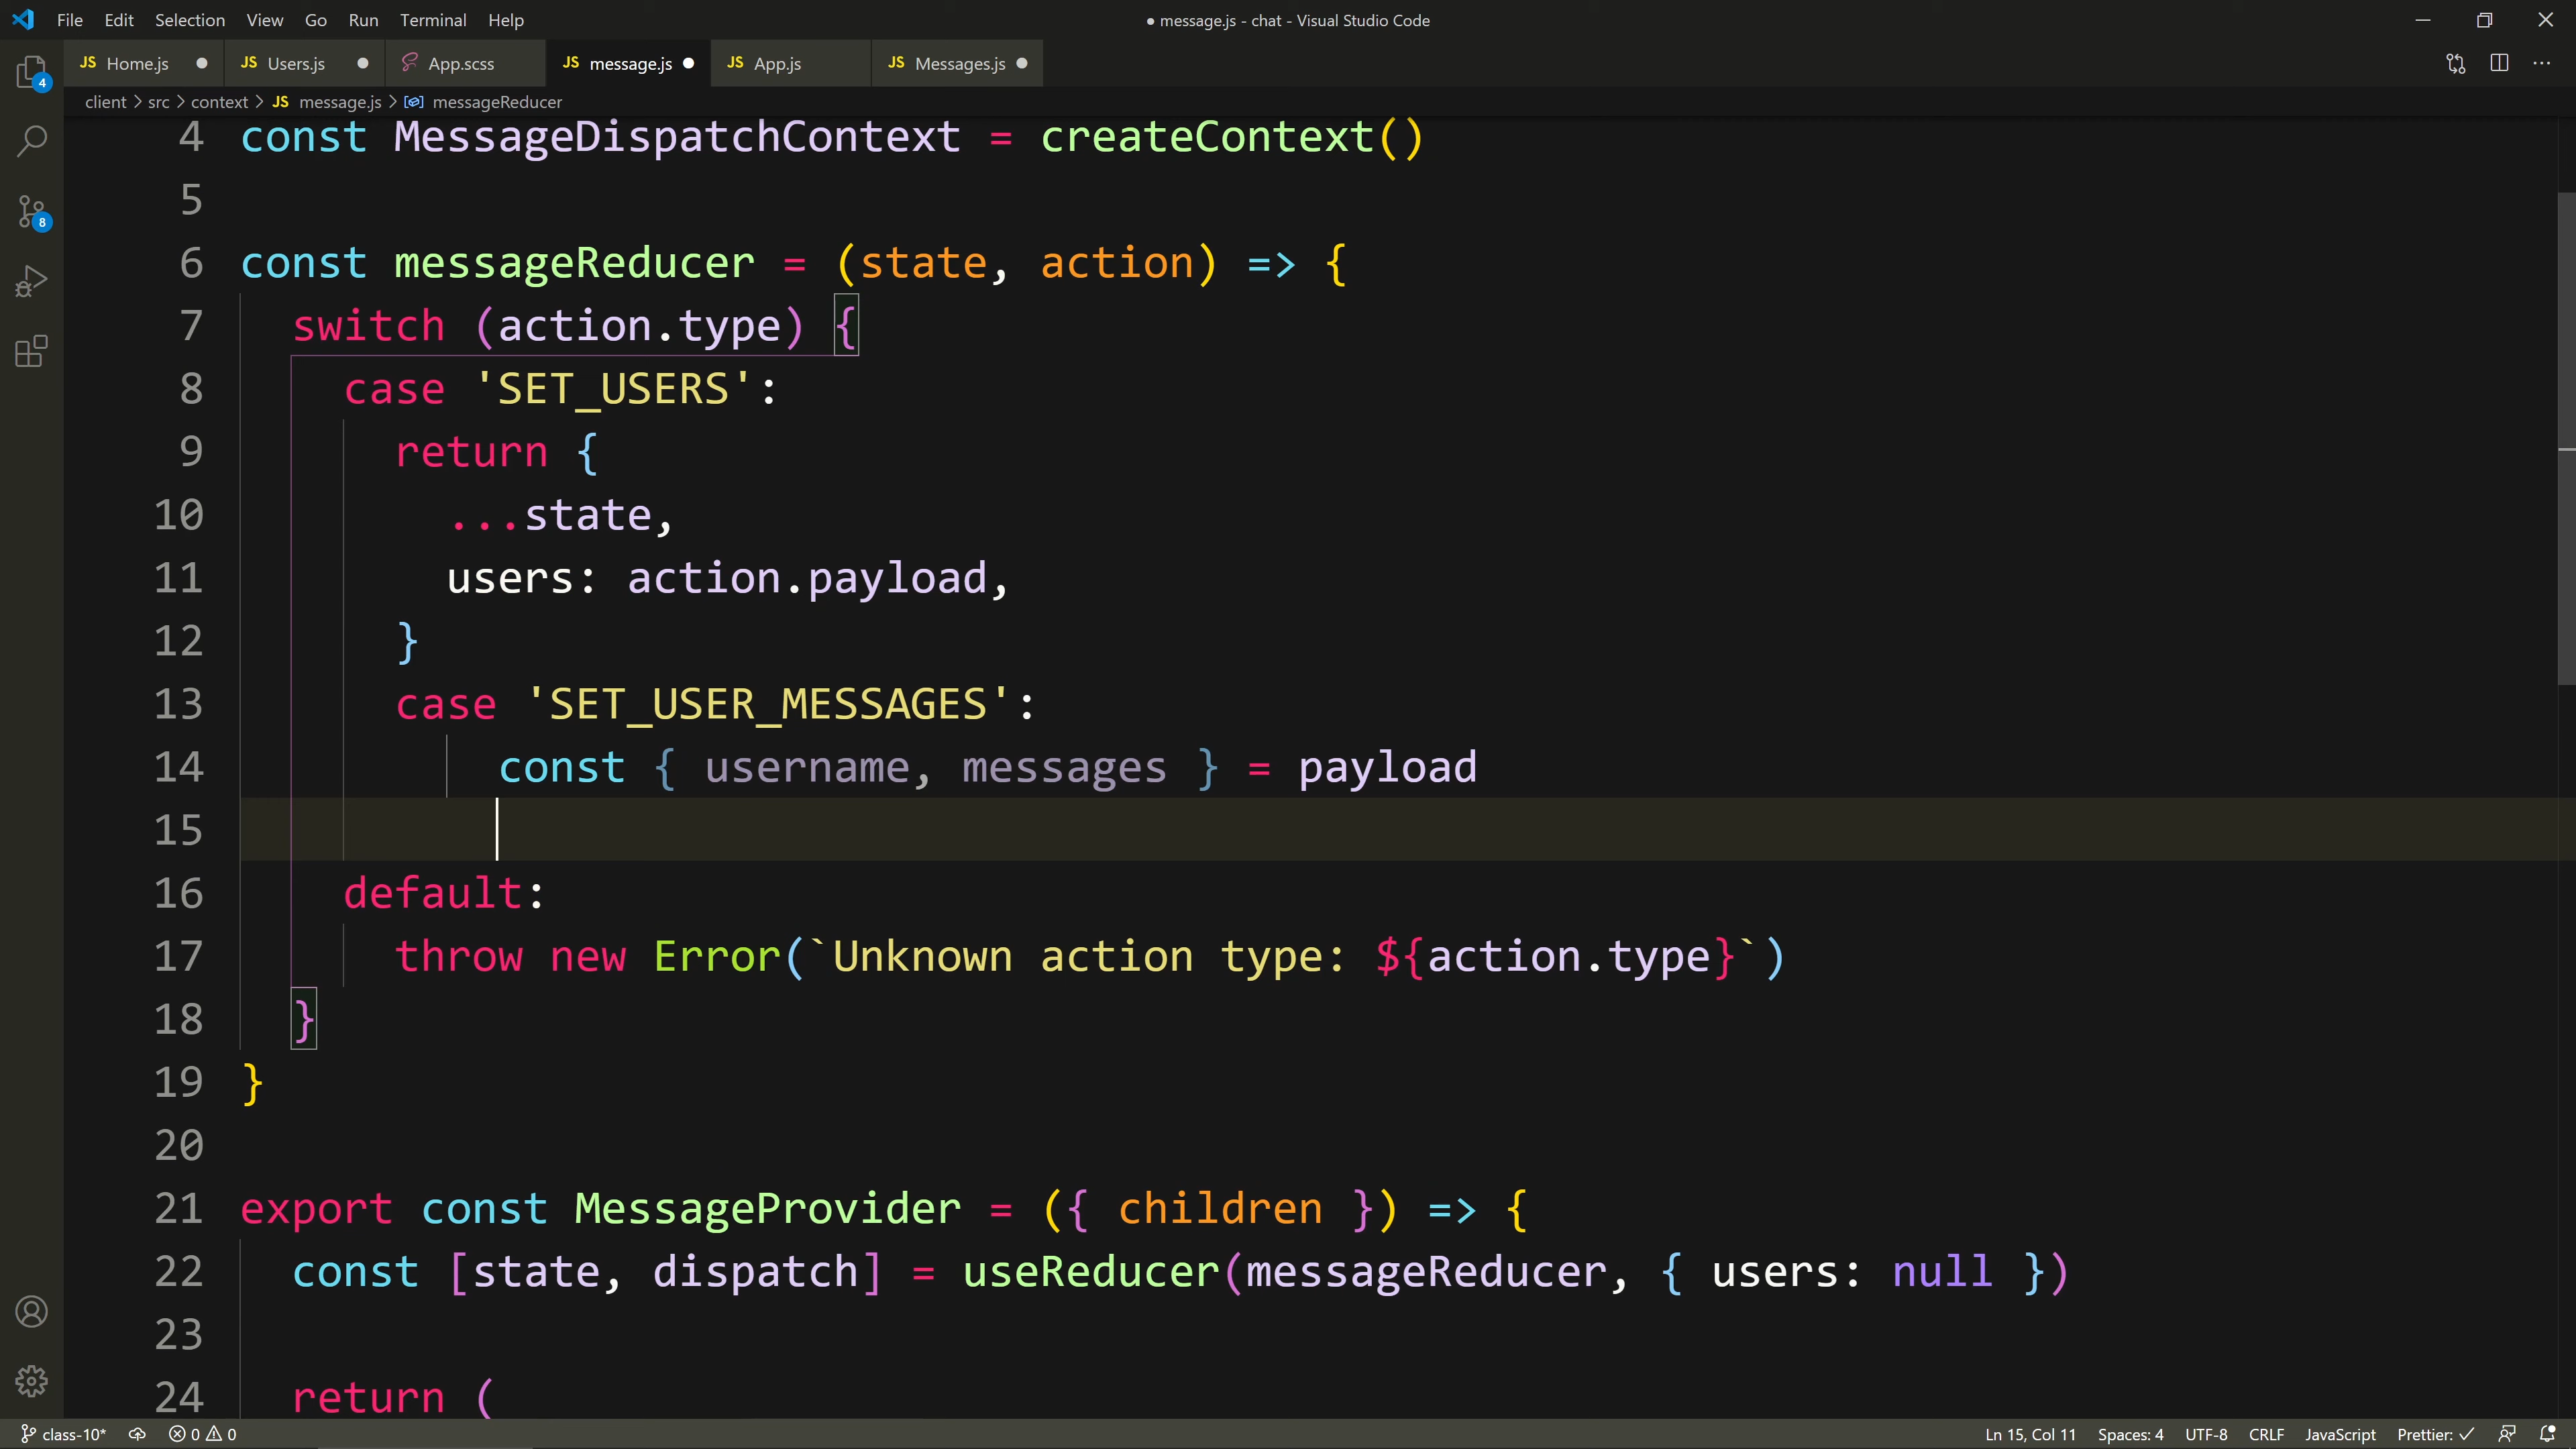 File Edit Selection View Go Run Terminal Help
● message.js - chat - Visual Studio Code
JS Home.js ● JS Users.js ● App.scss JS message.js ● JS App.js JS Messages.js ●
client > src > context > JS message.js > messageReducer
4 const MessageDispatchContext = createContext()
5
6 const messageReducer = (state, action) => {
7 switch (action.type) {
8 case 'SET_USERS':
9 return {
10 ...state,
11 users: action.payload,
12 }
13 case 'SET_USER_MESSAGES':
14 const { username, messages } = payload
15
16 default:
17 throw new Error(`Unknown action type: ${action.type}`)
18 }
19 }
20
21 export const MessageProvider = ({ children }) => {
22 const [state, dispatch] = useReducer(messageReducer, { users: null })
23
24 return (
4
8
class-10* 0 0 Ln 15, Col 11 Spaces: 4 UTF-8 CRLF JavaScript Prettier: ✓